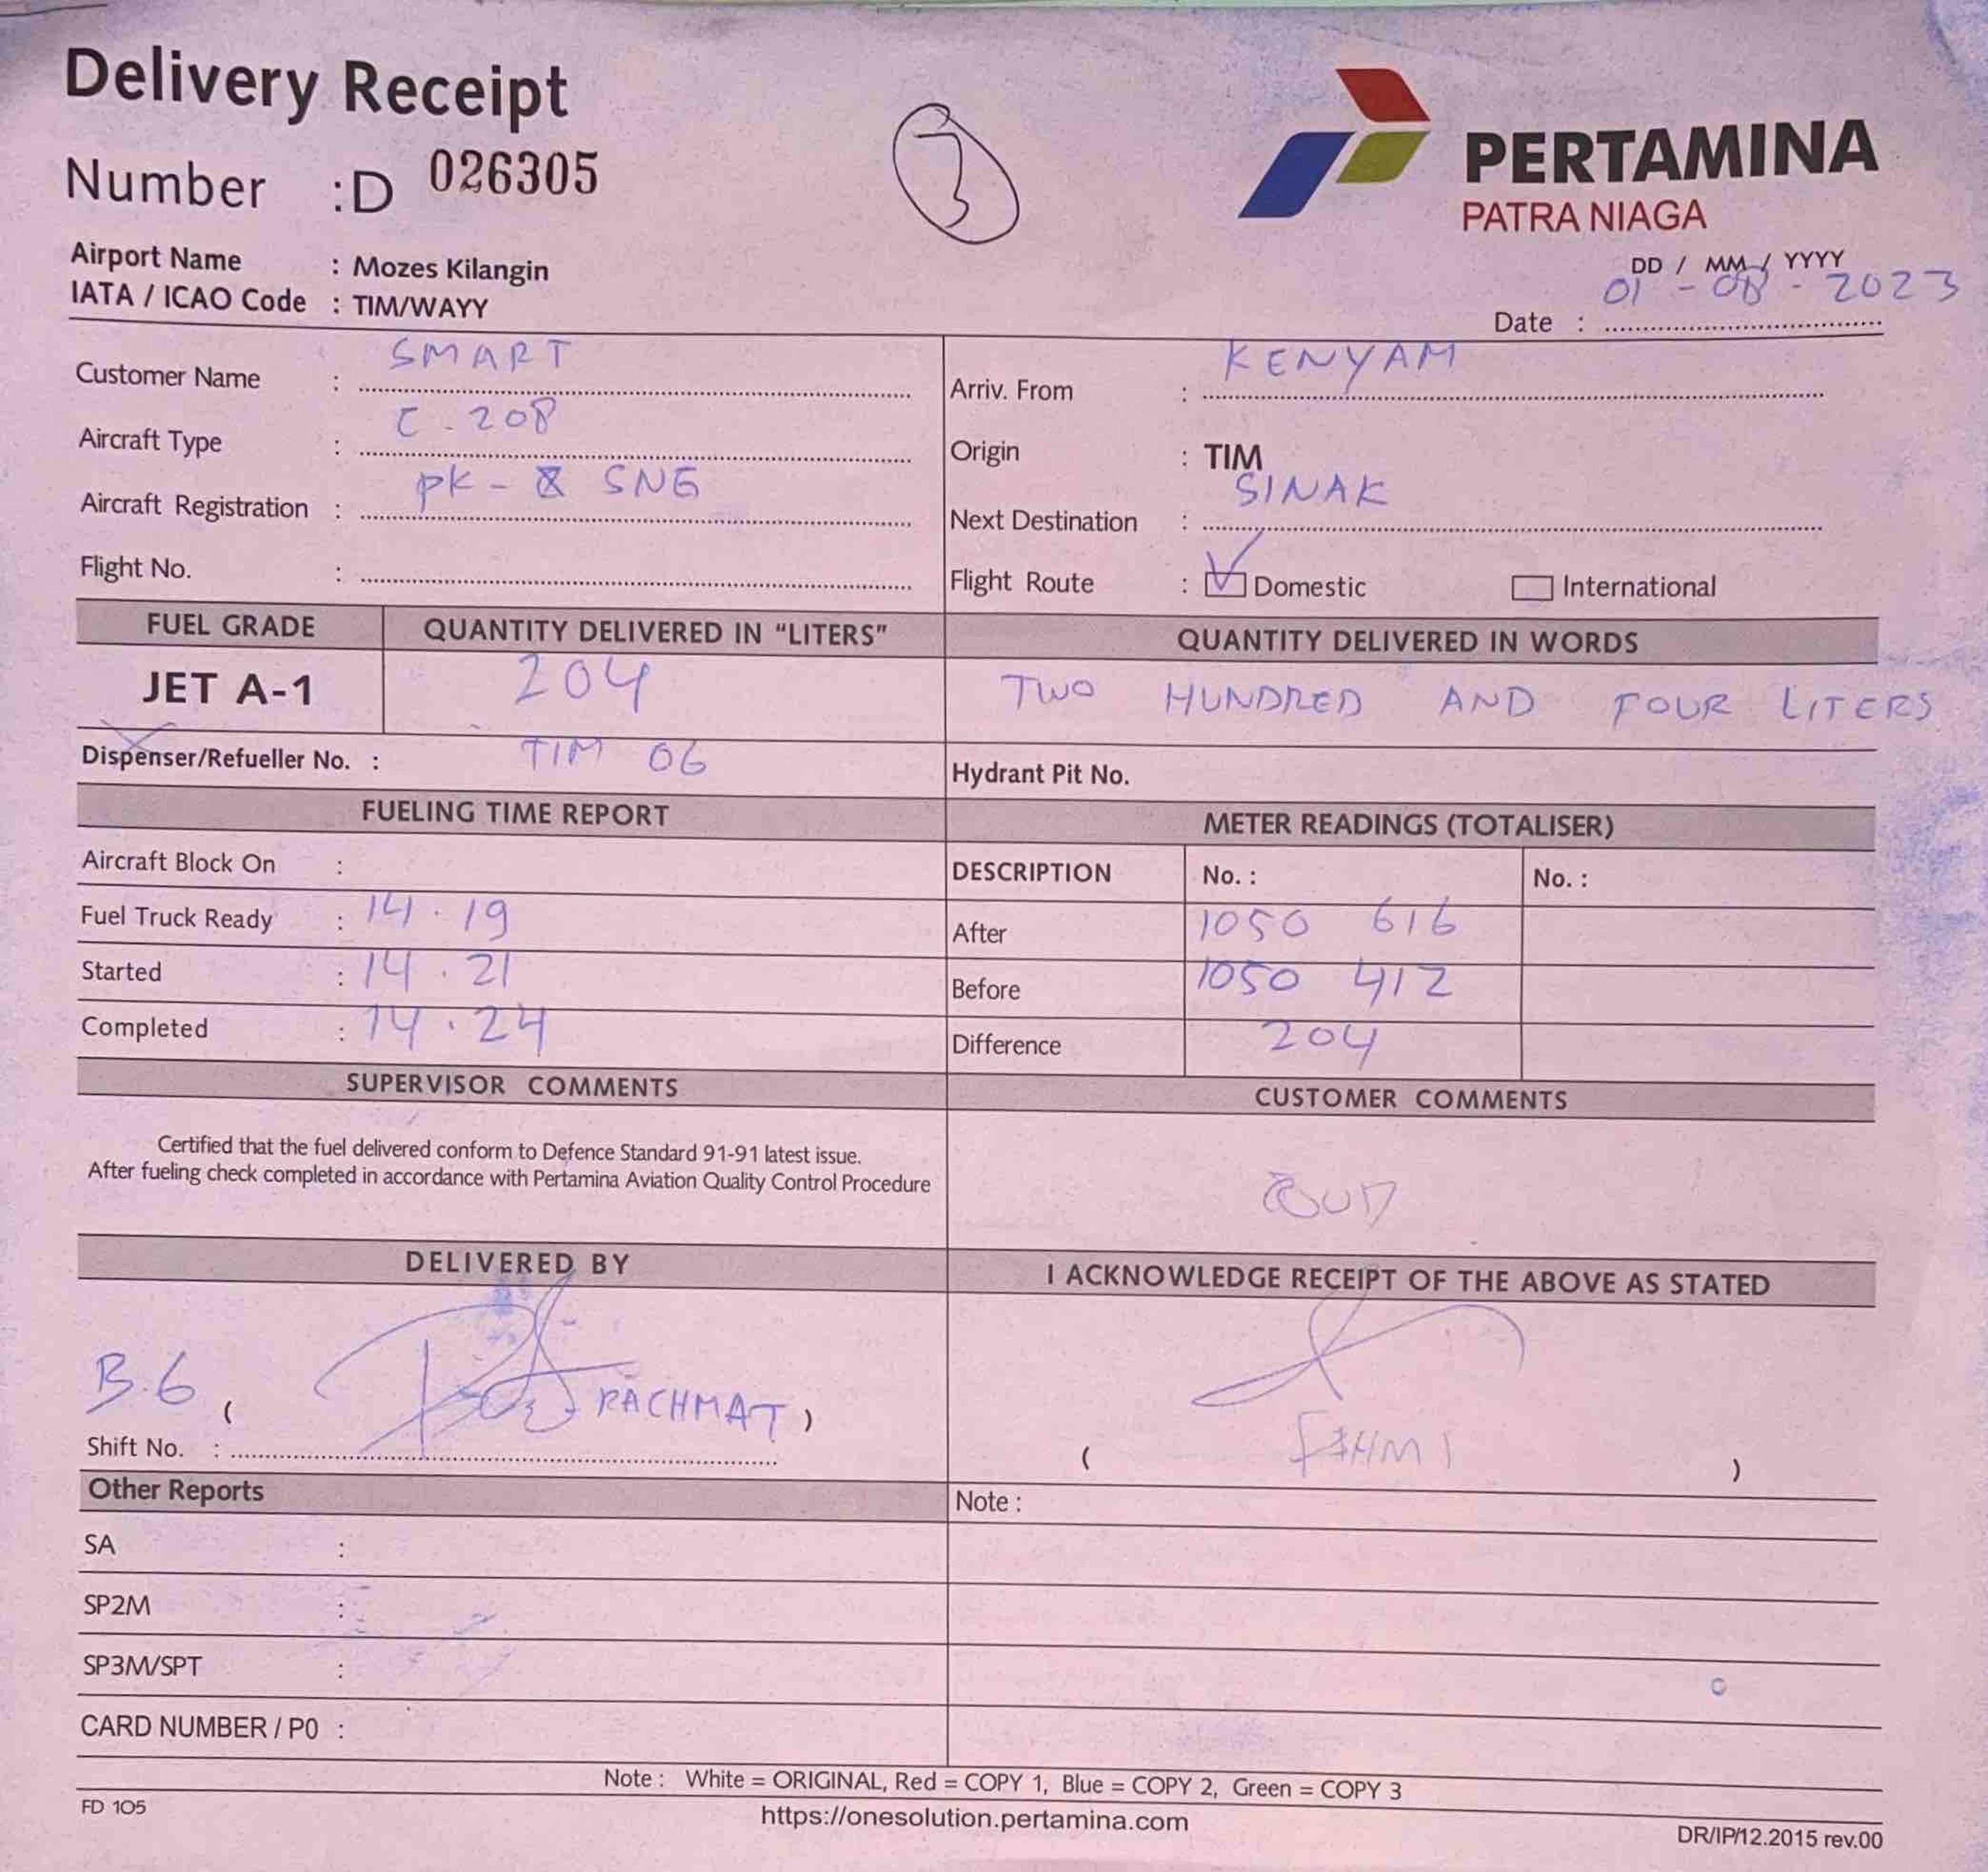 Delivery Receipt
Number : D 026305
3
PERTAMINA
PATRA NIAGA
Airport Name : Mozes Kilangin
IATA / ICAO Code : TIM/WAYY
DD / MM / YYYY
Date : 01 - 08 - 2023
Customer Name : SMART
Arriv. From : KENYAM
Aircraft Type : C - 208
Origin : TIM
Aircraft Registration : PK - SNG
Next Destination : SINAK
Flight No. :
Flight Route : Domestic International
FUEL GRADE QUANTITY DELIVERED IN “LITERS” QUANTITY DELIVERED IN WORDS
JET A-1 204 TWO HUNDRED AND FOUR LITERS
Dispenser/Refueller No. : TIM 06 Hydrant Pit No.
FUELING TIME REPORT METER READINGS (TOTALISER)
Aircraft Block On : DESCRIPTION No. : No. :
Fuel Truck Ready : 14 . 19 After 1050 616
Started : 14 . 21 Before 1050 412
Completed : 14 . 24 Difference 204
SUPERVISOR COMMENTS CUSTOMER COMMENTS
Certified that the fuel delivered conform to Defence Standard 91-91 latest issue.
After fueling check completed in accordance with Pertamina Aviation Quality Control Procedure
DELIVERED BY I ACKNOWLEDGE RECEIPT OF THE ABOVE AS STATED
B.6 ( RACHMAT )
Shift No. :
( FAHMI )
Other Reports Note :
SA :
SP2M :
SP3M/SPT :
CARD NUMBER / P0 :
Note : White = ORIGINAL, Red = COPY 1, Blue = COPY 2, Green = COPY 3
FD 105 https://onesolution.pertamina.com DR/IP/12.2015 rev.00